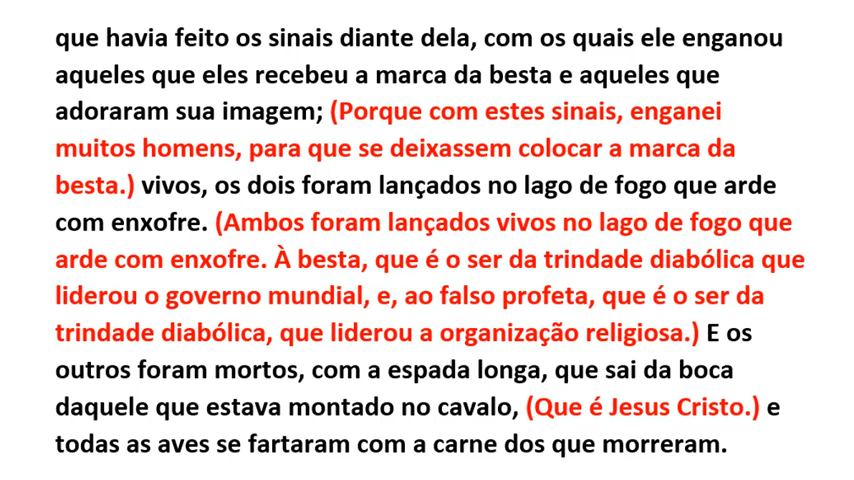 que havia feito os sinais diante dela, com os quais ele enganou
aqueles que eles recebeu a marca da besta e aqueles que
adoraram sua imagem; (Porque com estes sinais, enganei
muitos homens, para que se deixassem colocar a marca da
besta.) vivos, os dois foram lançados no lago de fogo que arde
com enxofre. (Ambos foram lançados vivos no lago de fogo que
arde com enxofre. À besta, que é o ser da trindade diabólica que
liderou o governo mundial, e, ao falso profeta, que é o ser da
trindade diabólica, que liderou a organização religiosa.) E os
outros foram mortos, com a espada longa, que sai da boca
daquele que estava montado no cavalo, (Que é Jesus Cristo.) e
todas as aves se fartaram com a carne dos que morreram.